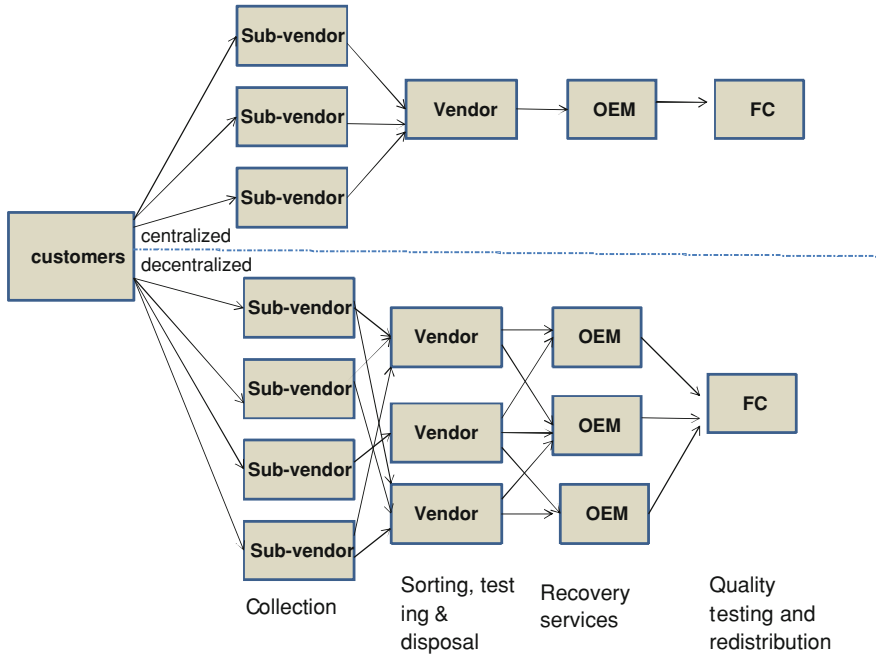 Sub-vendor
Sub-vendor
Vendor
OEM
FC
Sub-vendor
customers
centralized
decentralized
Sub-vendor
Vendor
OEM
Sub-vendor
FC
Vendor
OEM
Sub-vendor
Vendor
OEM
Sub-vendor
Collection
Sorting, test
ing &
disposal
Recovery
services
Quality
testing and
redistribution